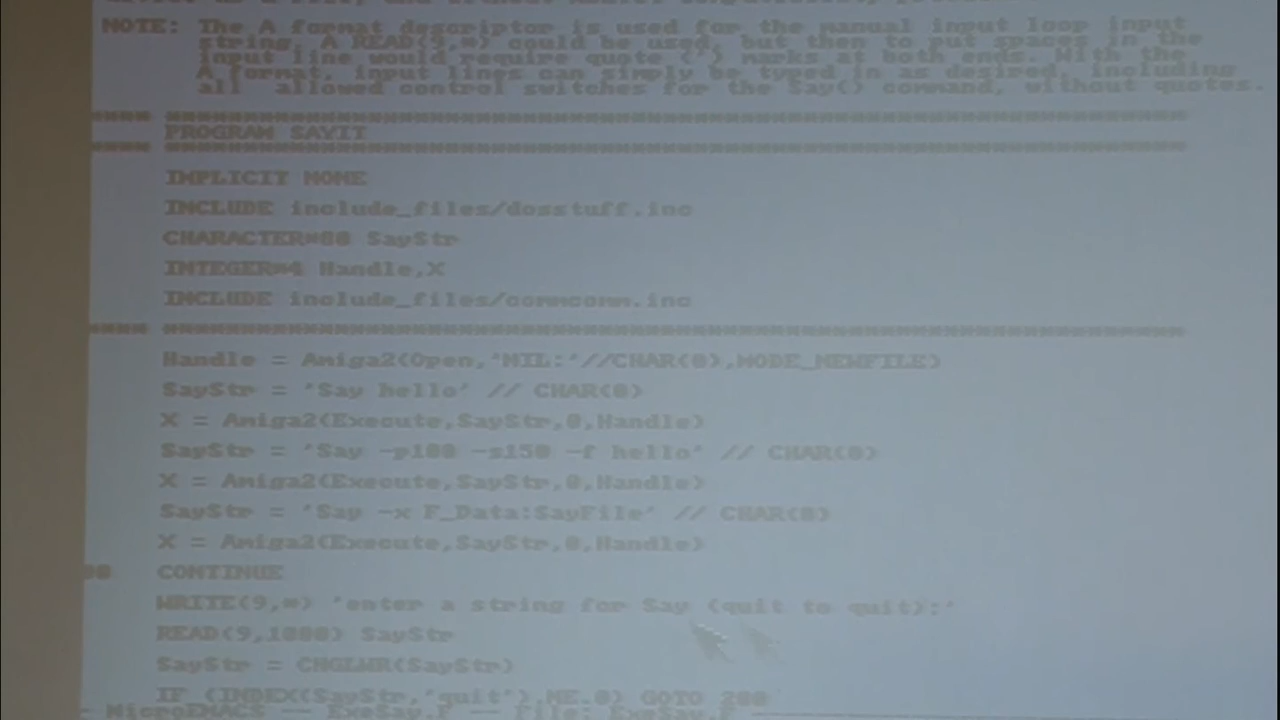 NOTE: The A format descriptor is used for the manual input loop input
string. A READ(9,*) could be used, but then to put spaces in the
input line would require quote (') marks at both ends. With the
A format, input lines can simply be typed in as desired, including
all allowed control switches for the Say() command, without quotes.
PROGRAM SAYIT
IMPLICIT NONE
INCLUDE include_files/dosstuff.inc
CHARACTER*80 SayStr
INTEGER*4 Handle,X
INCLUDE include_files/commcomm.inc
Handle = Amiga2(Open,'NIL:'//CHAR(0),MODE_NEWFILE)
SayStr = 'Say hello' // CHAR(0)
X = Amiga2(Execute,SayStr,0,Handle)
SayStr = 'Say -p100 -s150 -f hello' // CHAR(0)
X = Amiga2(Execute,SayStr,0,Handle)
SayStr = 'Say -x F_Data:SayFile' // CHAR(0)
X = Amiga2(Execute,SayStr,0,Handle)
CONTINUE
WRITE(9,*) 'enter a string for Say (quit to quit):'
READ(9,1000) SayStr
SayStr = CHGLWR(SayStr)
IF (INDEX(SayStr,'quit').NE.0) GOTO 200
MicroEMACS -- ExeSay.f -- File: ExeSay.f